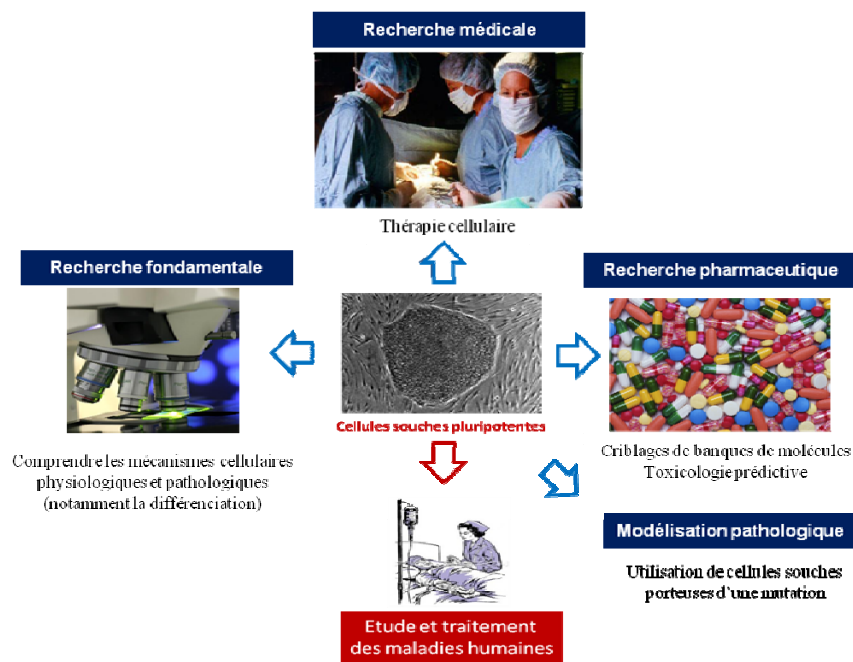 Recherche médicale
Thérapie cellulaire
Recherche fondamentale
Comprendre les mécanismes cellulaires
physiologiques et pathologiques
(notamment la différenciation)
Cellules souches pluripotentes
Recherche pharmaceutique
Criblages de banques de molécules
Toxicologie prédictive
Modélisation pathologique
Utilisation de cellules souches
porteuses d'une mutation
Etude et traitement
des maladies humaines